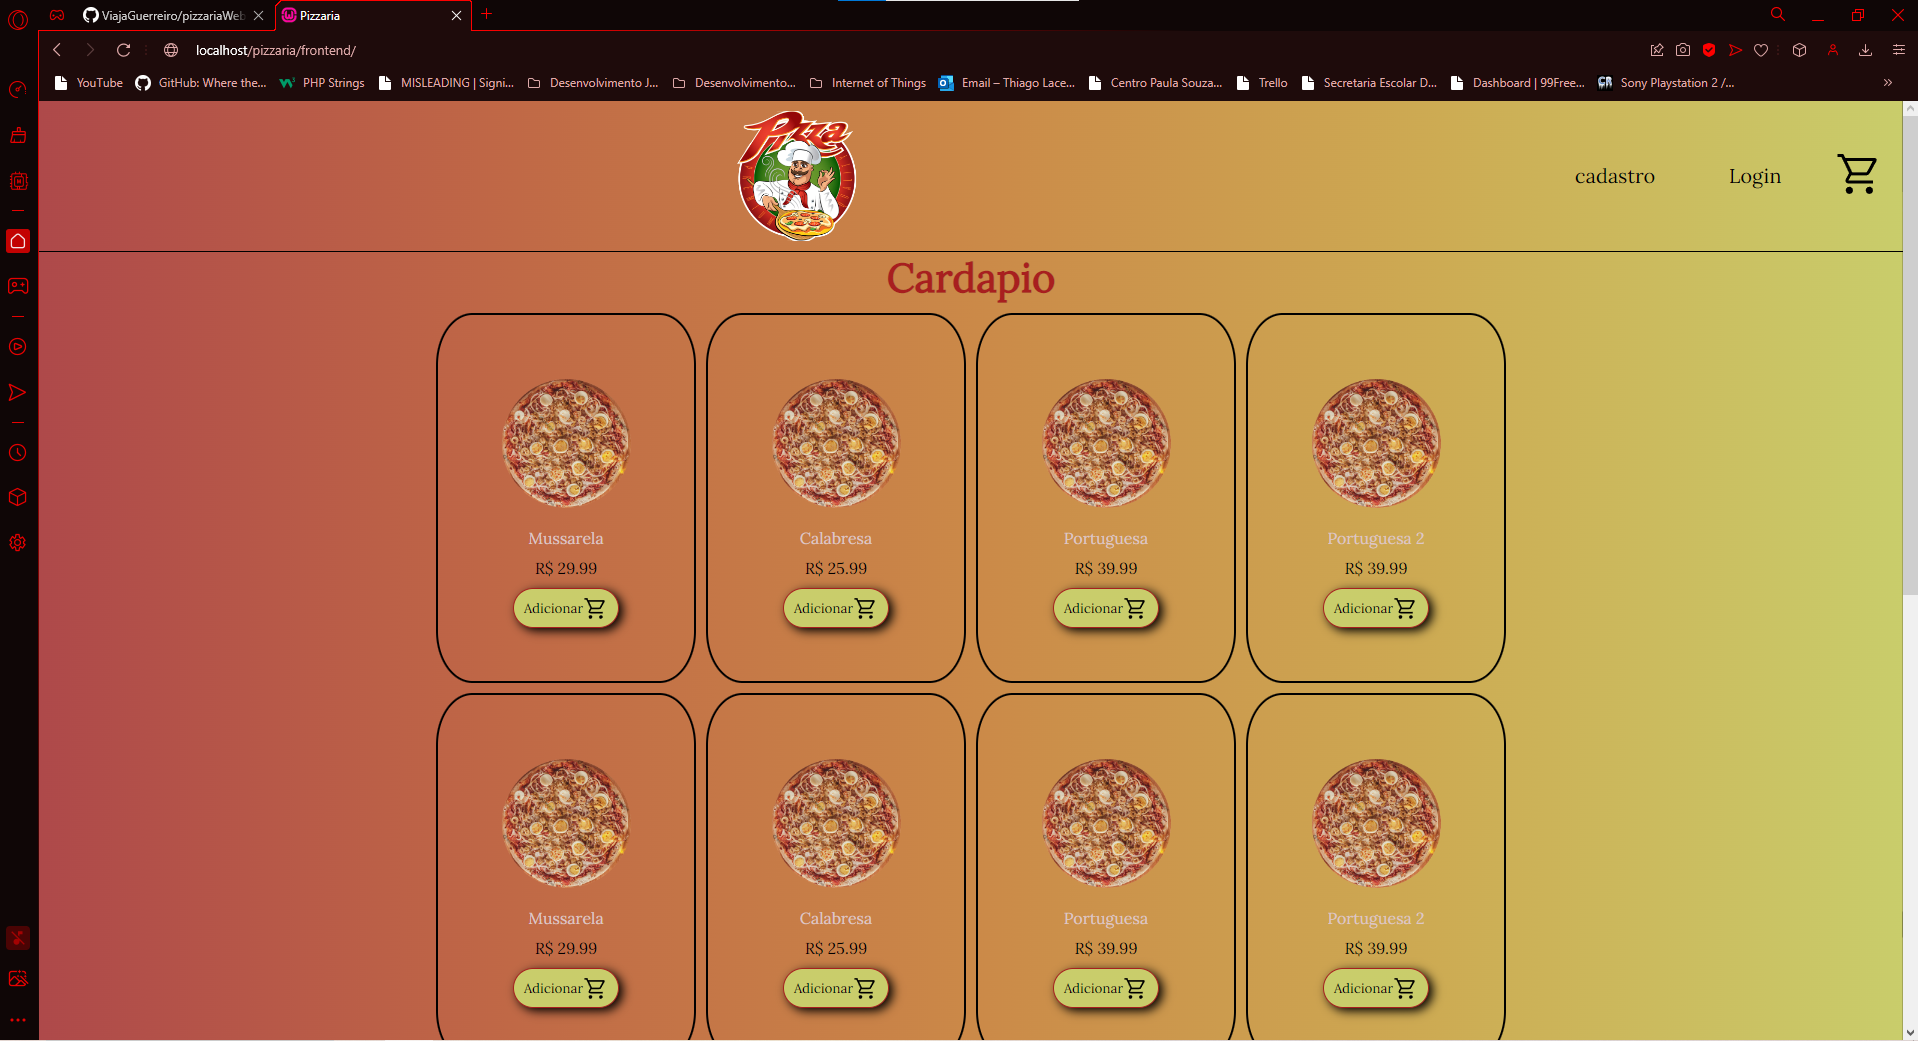 ViajaGuerreiro/pizzariaWeb
Pizzaria
localhost/pizzaria/frontend/
YouTube
GitHub: Where the...
PHP Strings
MISLEADING | Signi...
Desenvolvimento J...
Desenvolvimento...
Internet of Things
Email – Thiago Lace...
Centro Paula Souza...
Trello
Secretaria Escolar D...
Dashboard | 99Free...
Sony Playstation 2 /...
Pizza
cadastro
Login
Cardapio
Mussarela
R$ 29.99
Adicionar
Calabresa
R$ 25.99
Adicionar
Portuguesa
R$ 39.99
Adicionar
Portuguesa 2
R$ 39.99
Adicionar
Mussarela
R$ 29.99
Adicionar
Calabresa
R$ 25.99
Adicionar
Portuguesa
R$ 39.99
Adicionar
Portuguesa 2
R$ 39.99
Adicionar